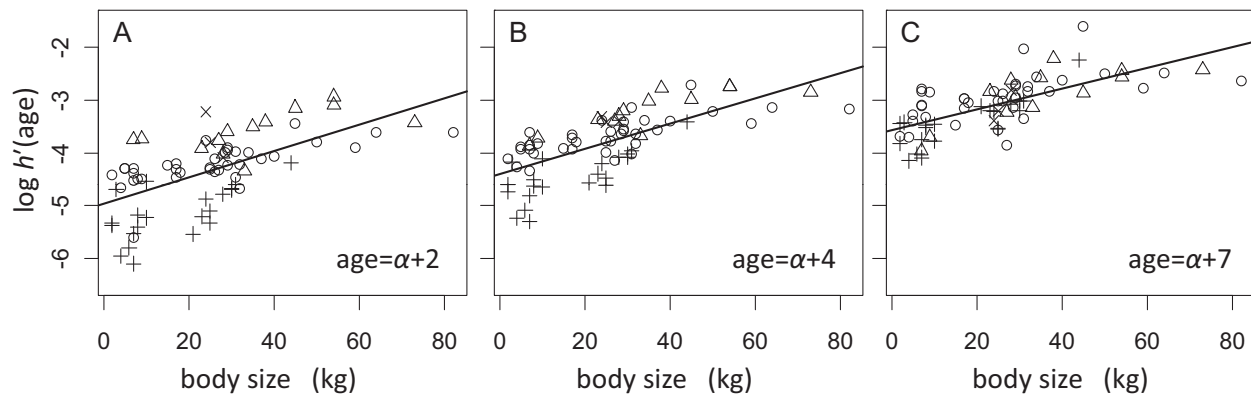 A
B
C
log h'(age)
-2
-3
-4
-5
-6
age=α+2
age=α+4
age=α+7
0 20 40 60 80
0 20 40 60 80
0 20 40 60 80
body size (kg)
body size (kg)
body size (kg)